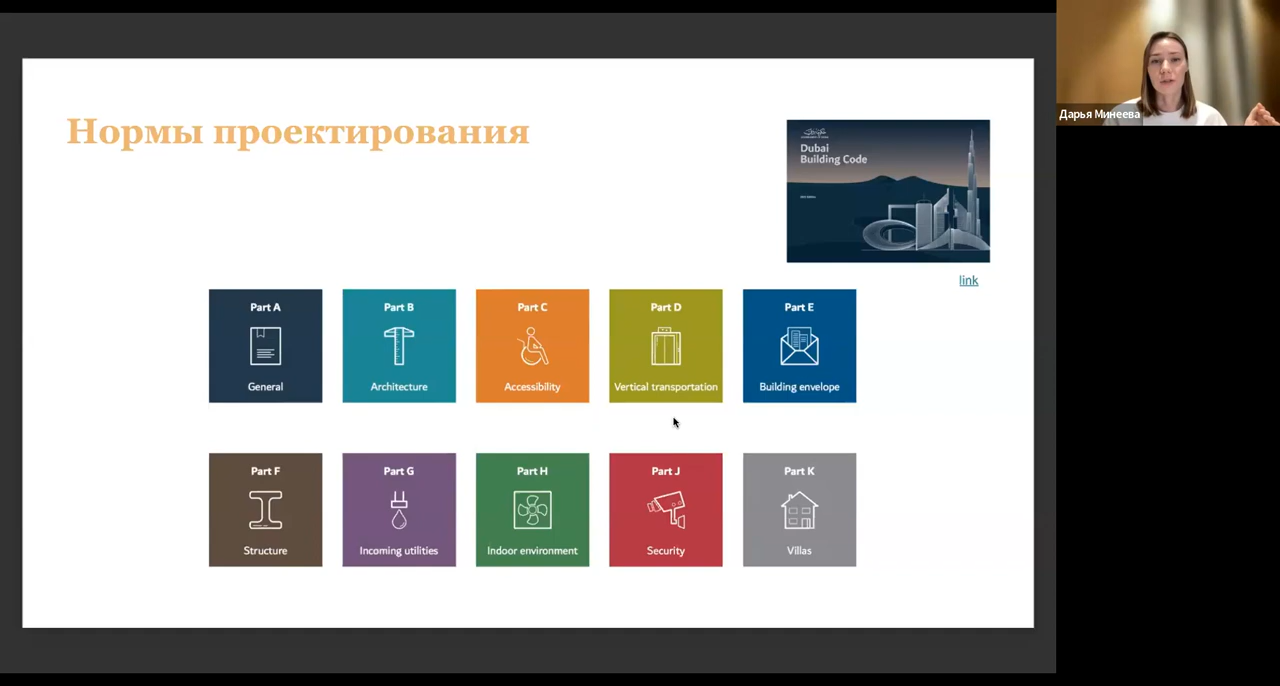 Нормы проектирования
Дарья Минеева
Dubai
Building Code
link
Part A
General
Part B
Architecture
Part C
Accessibility
Part D
Vertical transportation
Part E
Building envelope
Part F
Structure
Part G
Incoming utilities
Part H
Indoor environment
Part J
Security
Part K
Villas